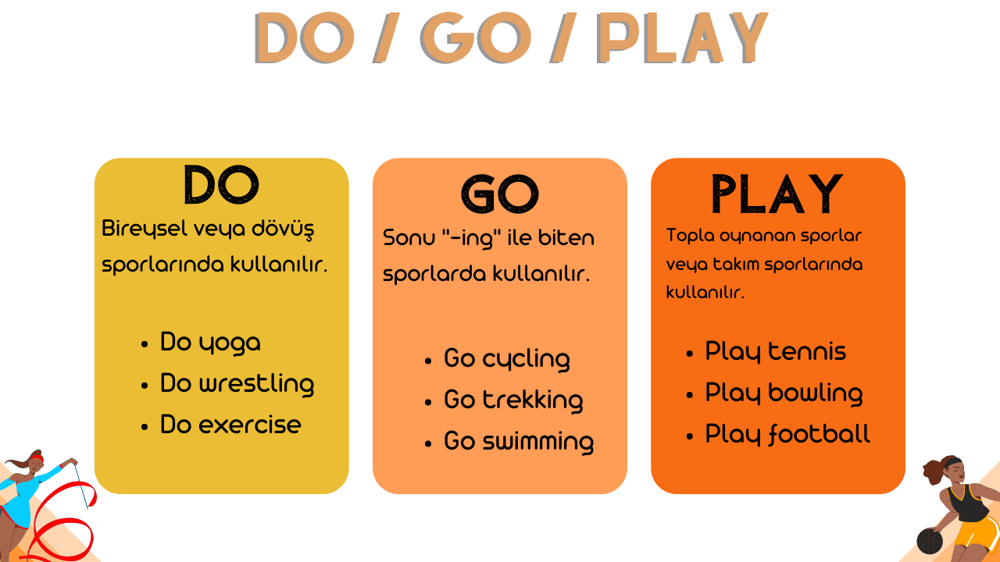 DO / GO / PLAY
DO
Bireysel veya dövüş
sporlarında kullanılır.
• Do yoga
• Do wrestling
• Do exercise
GO
Sonu "-ing" ile biten
sporlarda kullanılır.
• Go cycling
• Go trekking
• Go swimming
PLAY
Topla oynanan sporlar
veya takım sporlarında
kullanılır.
• Play tennis
• Play bowling
• Play football